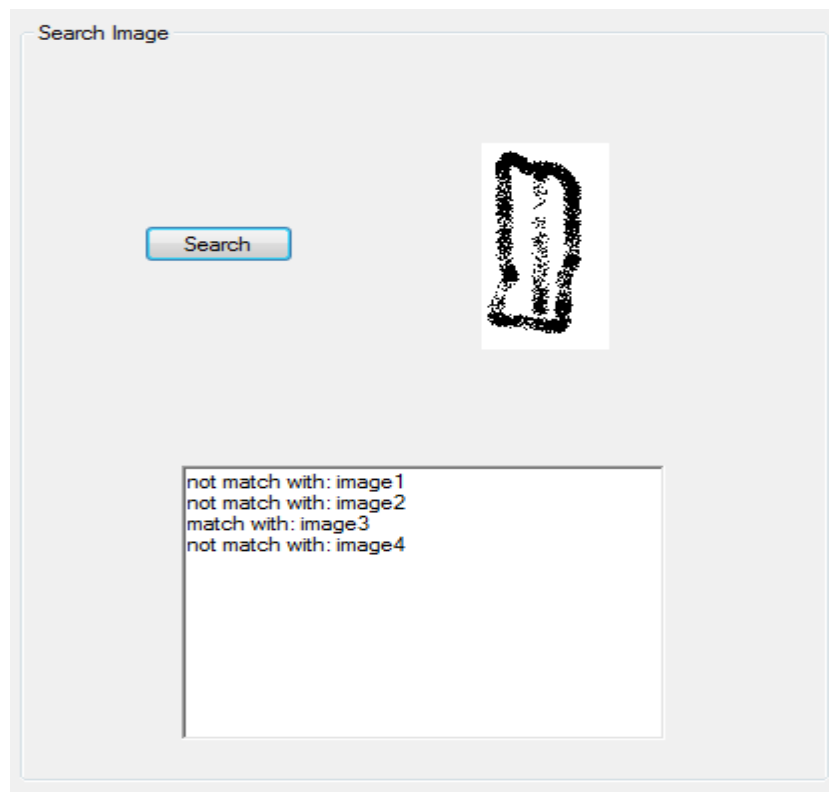 Search Image
Search
not match with: image1
not match with: image2
match with: image3
not match with: image4